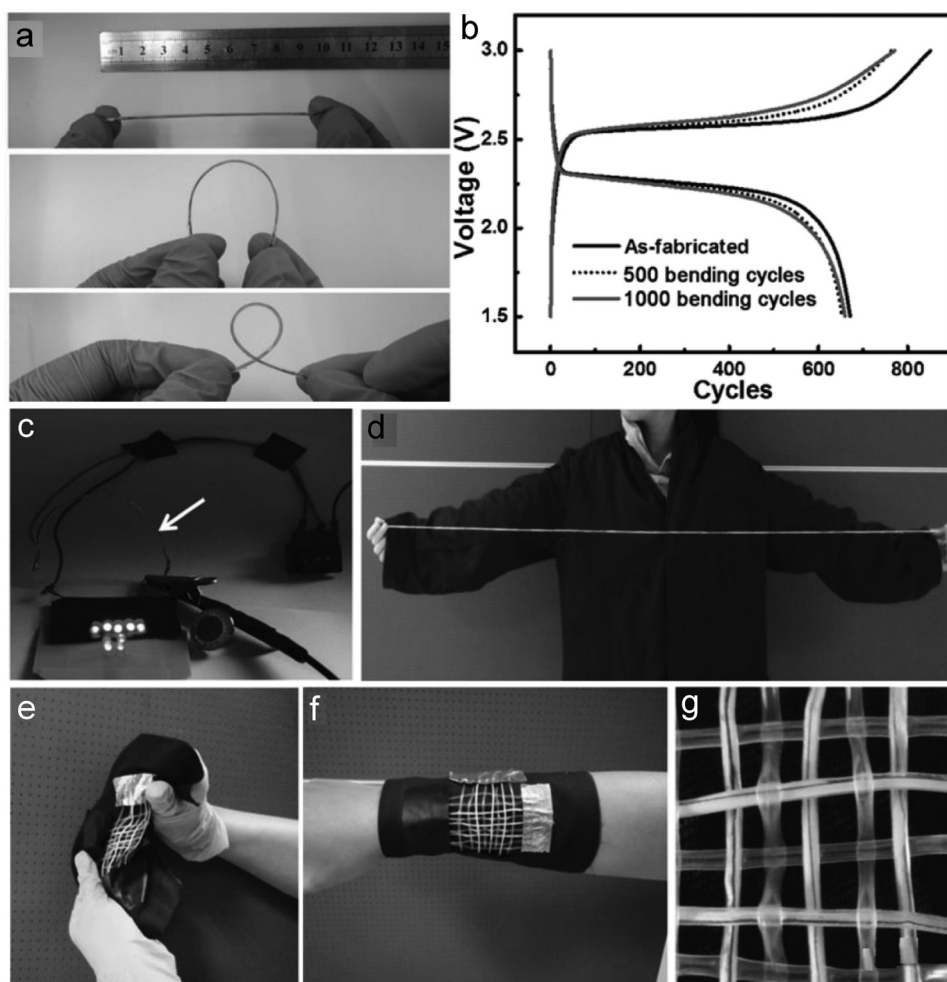 a
1 2 3 4 5 6 7 8 9 10 11 12 13 14 15
b
3.0
2.5
2.0
1.5
Voltage (V)
As-fabricated
500 bending cycles
1000 bending cycles
0 200 400 600 800
Cycles
c
d
e
f
g